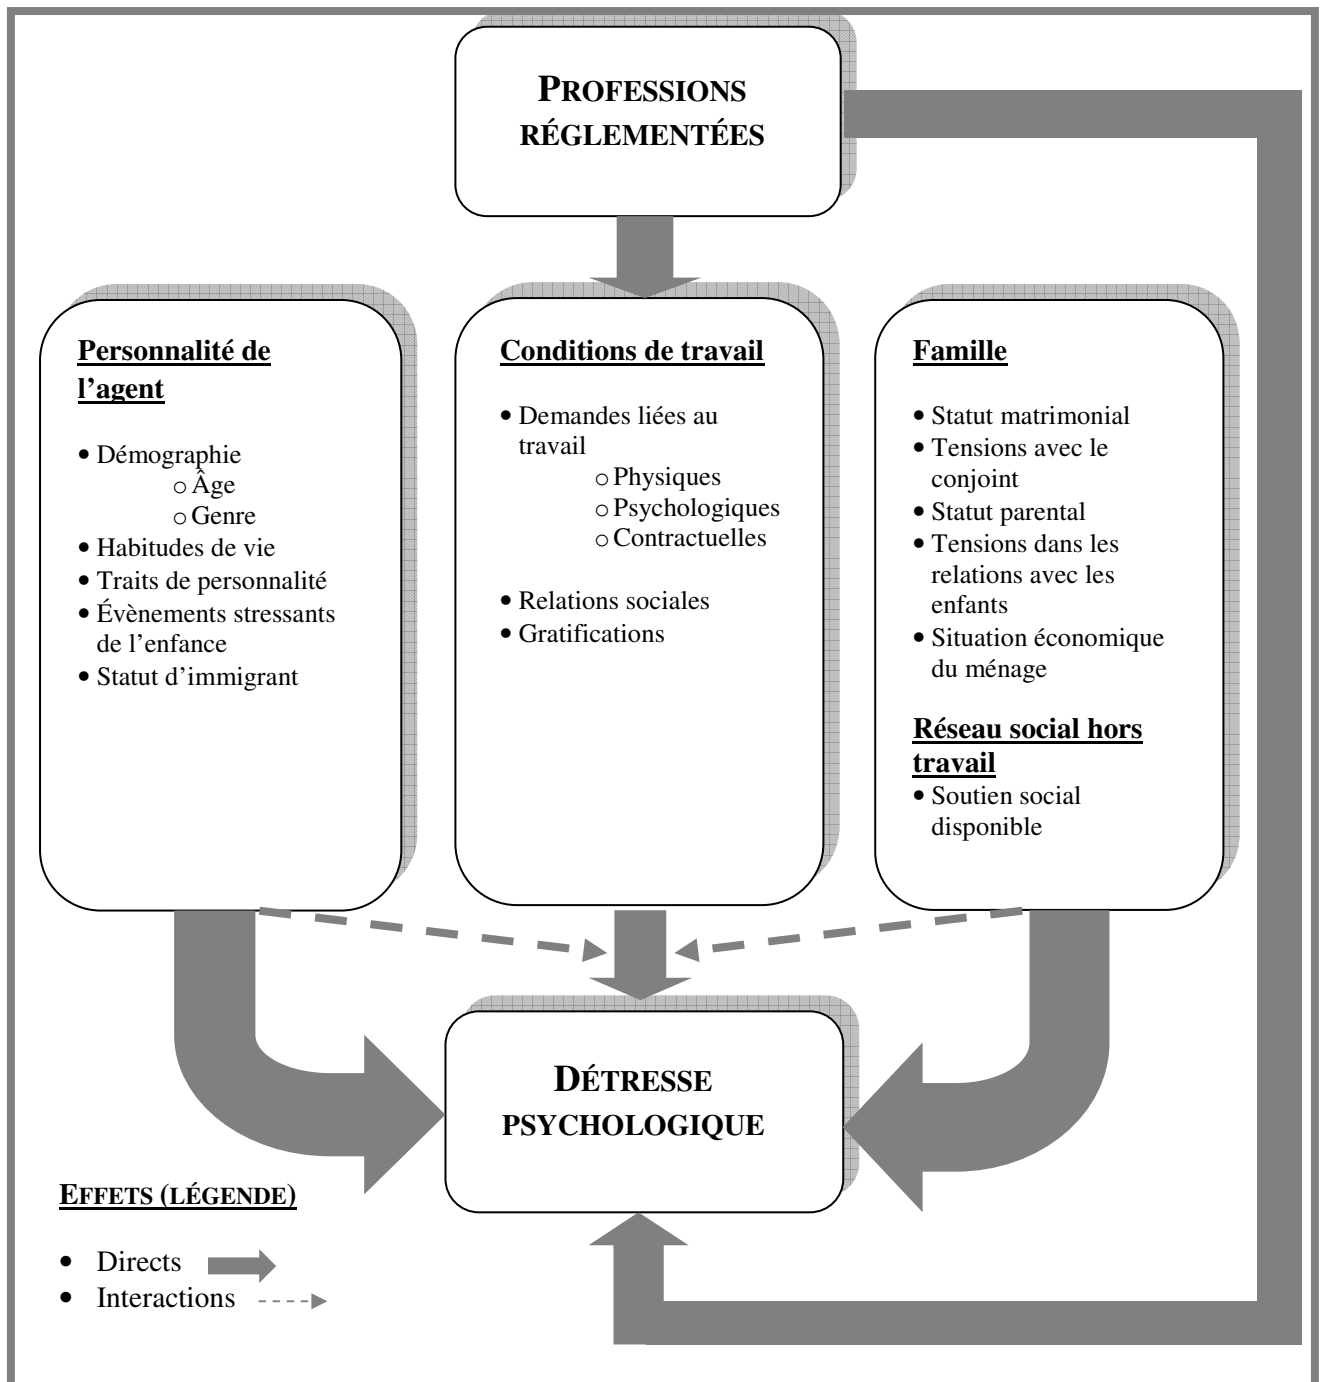 PROFESSIONS
RÉGLEMENTÉES
Personnalité de
l’agent
• Démographie
o Âge
o Genre
• Habitudes de vie
• Traits de personnalité
• Évènements stressants
de l’enfance
• Statut d’immigrant
Conditions de travail
• Demandes liées au
travail
o Physiques
o Psychologiques
o Contractuelles
• Relations sociales
• Gratifications
Famille
• Statut matrimonial
• Tensions avec le
conjoint
• Statut parental
• Tensions dans les
relations avec les
enfants
• Situation économique
du ménage
Réseau social hors
travail
• Soutien social
disponible
DÉTRESSE
PSYCHOLOGIQUE
EFFETS (LÉGENDE)
• Directs
• Interactions